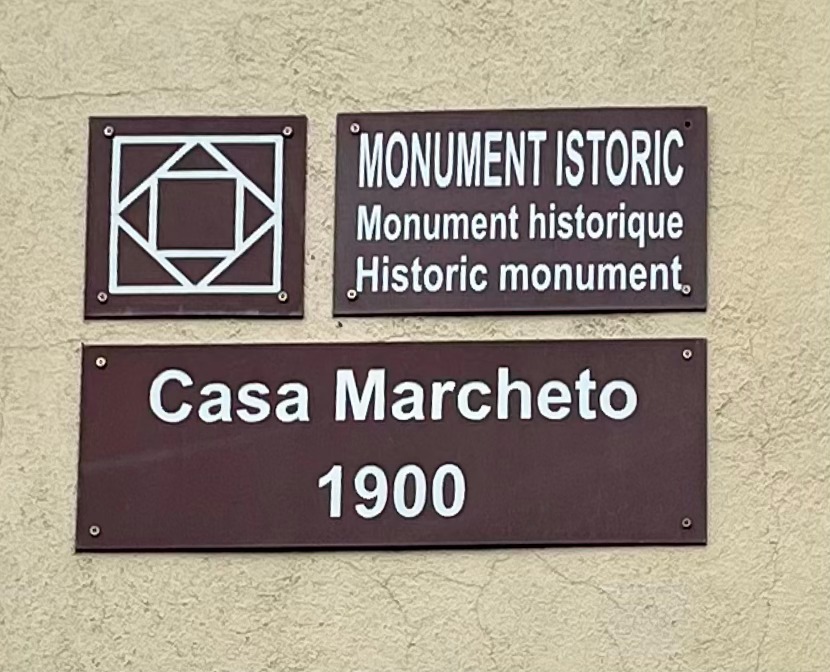 MONUMENT ISTORIC
Monument historique
Historic monument
Casa Marcheto
1900